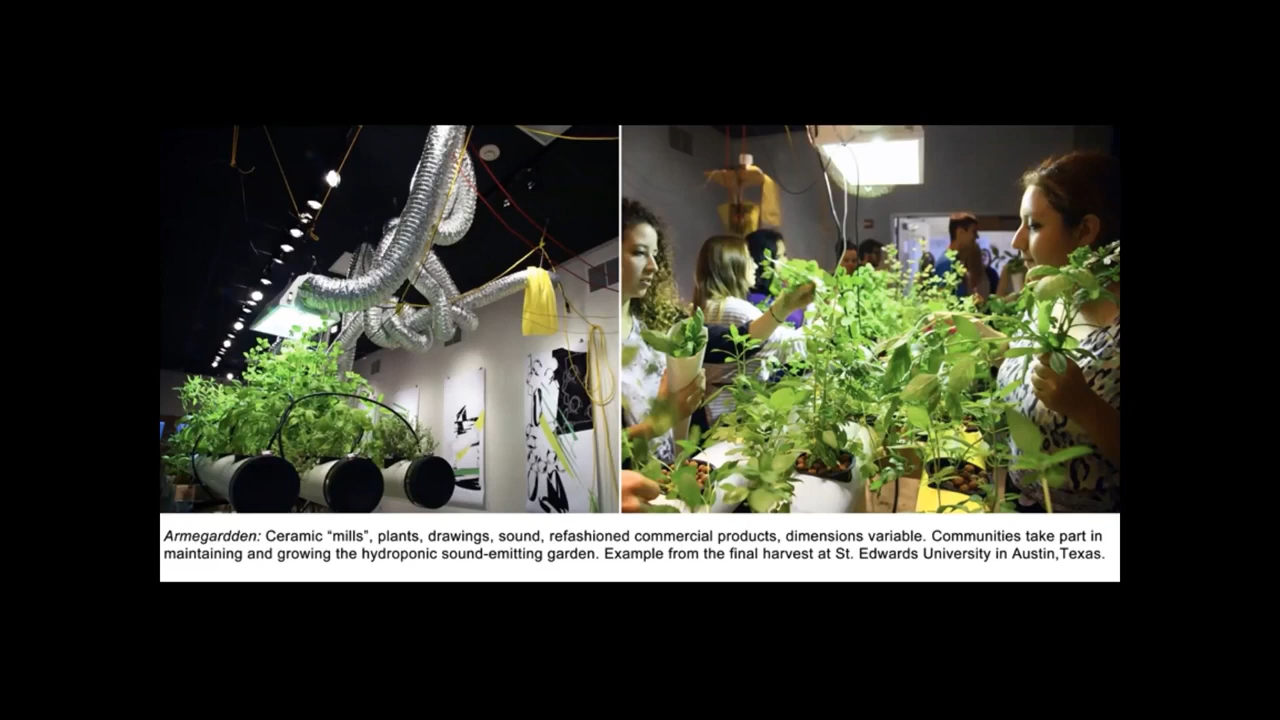 Armegardden: Ceramic “mills”, plants, drawings, sound, refashioned commercial products, dimensions variable. Communities take part in
maintaining and growing the hydroponic sound-emitting garden. Example from the final harvest at St. Edwards University in Austin,Texas.